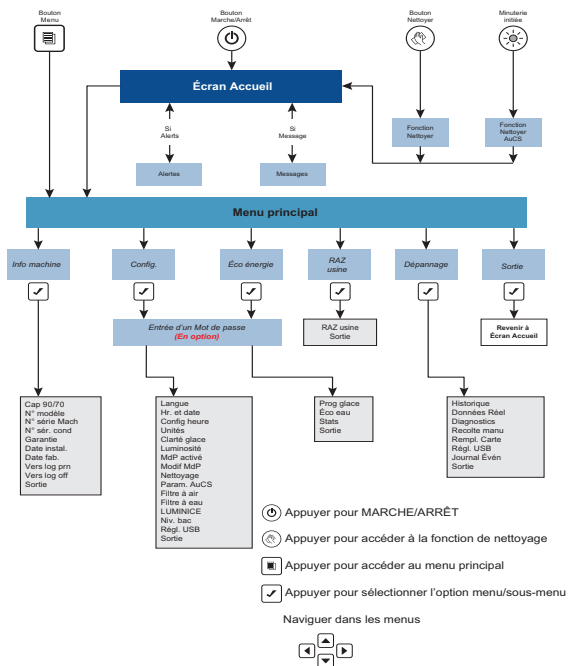 Bouton
Menu
Bouton
Marche/Arrêt
Bouton
Nettoyer
Minuterie
initiée
Écran Accueil
Si
Alerts
Si
Message
Fonction
Nettoyer
Fonction
Nettoyer
AuCS
Alertes
Messages
Menu principal
Info machine
Config.
Éco énergie
RAZ
usine
Dépannage
Sortie
Entrée d'un Mot de passe
(En option)
RAZ usine
Sortie
Revenir à
Écran Accueil
Cap 90/70
N° modèle
N° série Mach
N° sér. cond
Garantie
Date instal.
Date fab.
Vers log prn
Vers log off
Sortie
Langue
Hr. et date
Config heure
Unités
Clarté glace
Luminosité
MdP activé
Modif MdP
Nettoyage
Param. AuCS
Filtre à air
Filtre à eau
LUMINICE
Niv. bac
Régl. USB
Sortie
Prog glace
Éco eau
Stats
Sortie
Historique
Données Réel
Diagnostics
Recolte manu
Rempl. Carte
Régl. USB
Journal Évén
Sortie
Appuyer pour MARCHE/ARRÊT
Appuyer pour accéder à la fonction de nettoyage
Appuyer pour accéder au menu principal
Appuyer pour sélectionner l'option menu/sous-menu
Naviguer dans les menus